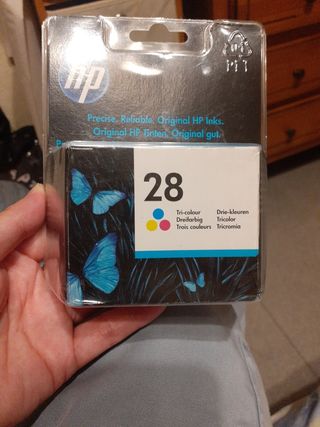 PET
hp
Precise. Reliable. Original HP Inks.
Original HP Tinten. Original gut.
28
Tri-colour Drie-kleuren
Dreifarbig Tricolor
Trois couleurs Tricromia